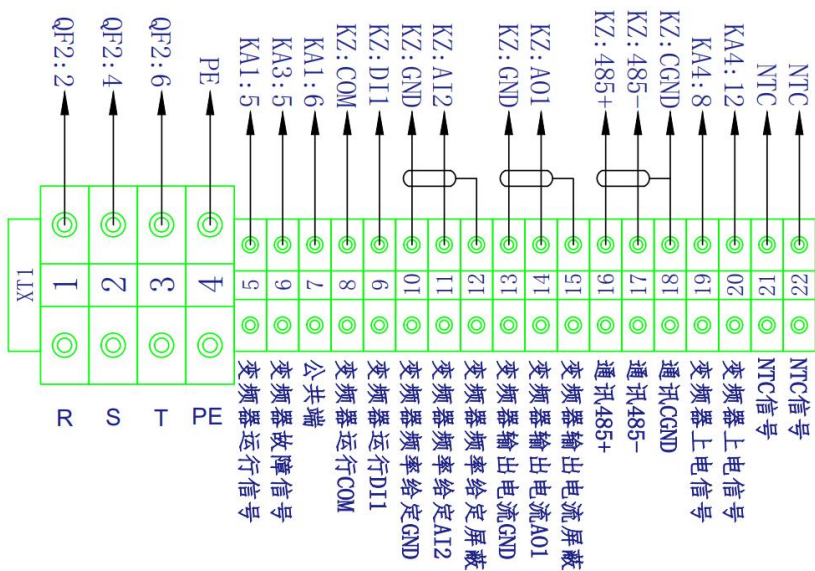 QF2:2
QF2:4
QF2:6
PE
KA1:5
KA3:5
KA1:6
KZ:COM
KZ:DI1
KZ:GND
KZ:AI2
KZ:GND
KZ:AO1
KZ:485+
KZ:485-
KZ:CGND
KA4:8
KA4:12
NTC
NTC
XT1
1
2
3
4
5
6
7
8
9
10
11
12
13
14
15
16
17
18
19
20
21
22
R
S
T
PE
变频器运行信号
变频器故障信号
公共端
变频器运行COM
变频器运行DI1
变频器频率给定GND
变频器频率给定AI2
变频器频率给定屏蔽
变频器输出电流GND
变频器输出电流AO1
变频器输出电流屏蔽
通讯485+
通讯485-
通讯CGND
变频器上电信号
变频器上电信号
NTC信号
NTC信号